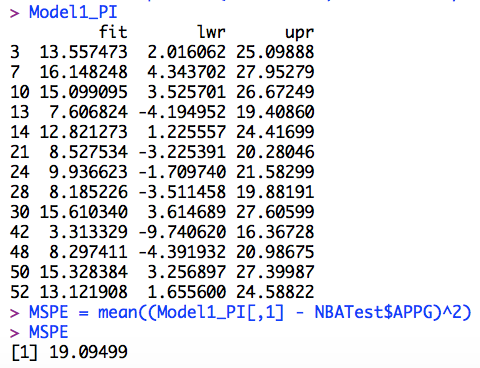 > Model1_PI
fit lwr upr
3 13.557473 2.016062 25.09888
7 16.148248 4.343702 27.95279
10 15.099095 3.525701 26.67249
13 7.606824 -4.194952 19.40860
14 12.821273 1.225557 24.41699
21 8.527534 -3.225391 20.28046
24 9.936623 -1.709740 21.58299
28 8.185226 -3.511458 19.88191
30 15.610340 3.614689 27.60599
42 3.313329 -9.740620 16.36728
48 8.297411 -4.391932 20.98675
50 15.328384 3.256897 27.39987
52 13.121908 1.655600 24.58822
> MSPE = mean((Model1_PI[,1] - NBATest$APPG)^2)
> MSPE
[1] 19.09499